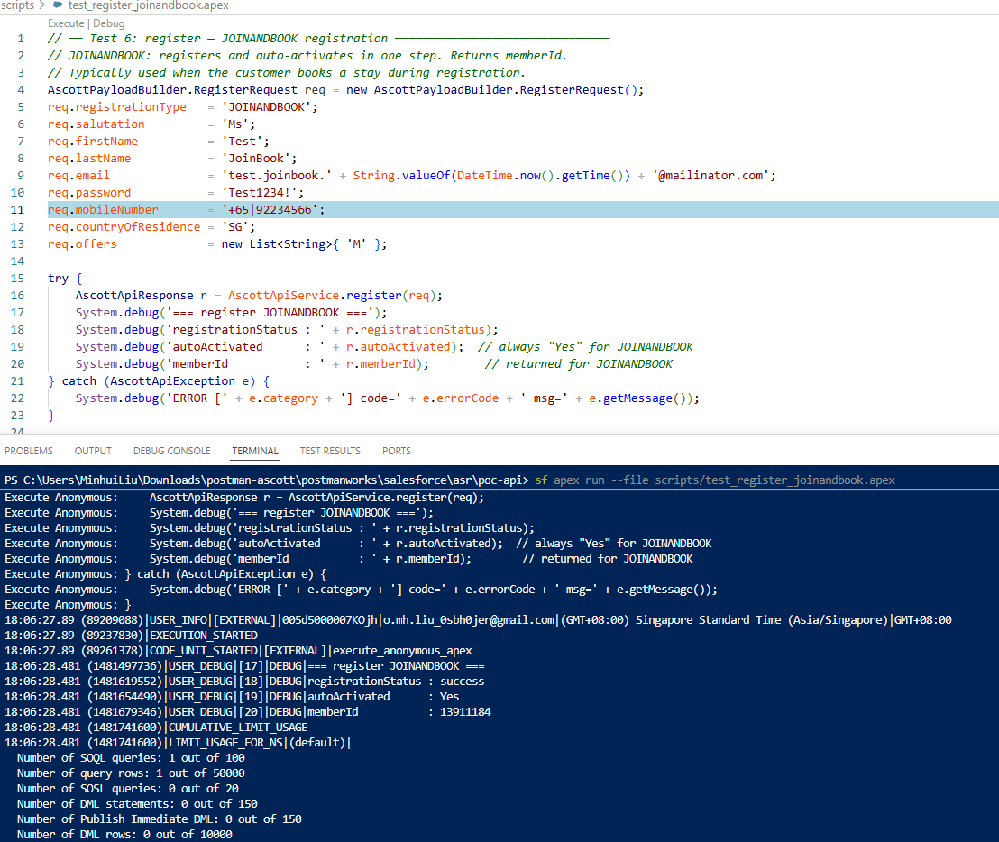 scripts > test_register_joinandbook.apex
Execute | Debug
1 // —— Test 6: register — JOINANDBOOK registration ———————————————————————————————
2 // JOINANDBOOK: registers and auto-activates in one step. Returns memberId.
3 // Typically used when the customer books a stay during registration.
4 AscottPayloadBuilder.RegisterRequest req = new AscottPayloadBuilder.RegisterRequest();
5 req.registrationType   = 'JOINANDBOOK';
6 req.salutation         = 'Ms';
7 req.firstName          = 'Test';
8 req.lastName           = 'JoinBook';
9 req.email              = 'test.joinbook.' + String.valueOf(DateTime.now().getTime()) + '@mailinator.com';
10 req.password           = 'Test1234!';
11 req.mobileNumber       = '+65|92234566';
12 req.countryOfResidence = 'SG';
13 req.offers             = new List<String>{ 'M' };
14
15 try {
16     AscottApiResponse r = AscottApiService.register(req);
17     System.debug('=== register JOINANDBOOK ===');
18     System.debug('registrationStatus : ' + r.registrationStatus);
19     System.debug('autoActivated      : ' + r.autoActivated);  // always "Yes" for JOINANDBOOK
20     System.debug('memberId           : ' + r.memberId);        // returned for JOINANDBOOK
21 } catch (AscottApiException e) {
22     System.debug('ERROR [' + e.category + '] code=' + e.errorCode + ' msg=' + e.getMessage());
23 }
24
PROBLEMS OUTPUT DEBUG CONSOLE TERMINAL TEST RESULTS PORTS
PS C:\Users\MinhuiLiu\Downloads\postman-ascott\postmanworks\salesforce\asr\poc-api> sf apex run --file scripts/test_register_joinandbook.apex
Execute Anonymous:     AscottApiResponse r = AscottApiService.register(req);
Execute Anonymous:     System.debug('=== register JOINANDBOOK ===');
Execute Anonymous:     System.debug('registrationStatus : ' + r.registrationStatus);
Execute Anonymous:     System.debug('autoActivated      : ' + r.autoActivated);  // always "Yes" for JOINANDBOOK
Execute Anonymous:     System.debug('memberId           : ' + r.memberId);        // returned for JOINANDBOOK
Execute Anonymous: } catch (AscottApiException e) {
Execute Anonymous:     System.debug('ERROR [' + e.category + '] code=' + e.errorCode + ' msg=' + e.getMessage());
Execute Anonymous: }
18:06:27.89 (89209088)|USER_INFO|[EXTERNAL]|005d5000007KOjh|o.mh.liu_0sbh0jer@gmail.com|(GMT+08:00) Singapore Standard Time (Asia/Singapore)|GMT+08:00
18:06:27.89 (89237830)|EXECUTION_STARTED
18:06:27.89 (89261378)|CODE_UNIT_STARTED|[EXTERNAL]|execute_anonymous_apex
18:06:28.481 (1481497736)|USER_DEBUG|[17]|DEBUG|=== register JOINANDBOOK ===
18:06:28.481 (1481619552)|USER_DEBUG|[18]|DEBUG|registrationStatus : success
18:06:28.481 (1481654490)|USER_DEBUG|[19]|DEBUG|autoActivated      : Yes
18:06:28.481 (1481679346)|USER_DEBUG|[20]|DEBUG|memberId           : 13911184
18:06:28.481 (1481741600)|CUMULATIVE_LIMIT_USAGE
18:06:28.481 (1481741600)|LIMIT_USAGE_FOR_NS|(default)|
Number of SOQL queries: 1 out of 100
Number of query rows: 1 out of 50000
Number of SOSL queries: 0 out of 20
Number of DML statements: 0 out of 150
Number of Publish Immediate DML: 0 out of 150
Number of DML rows: 0 out of 10000